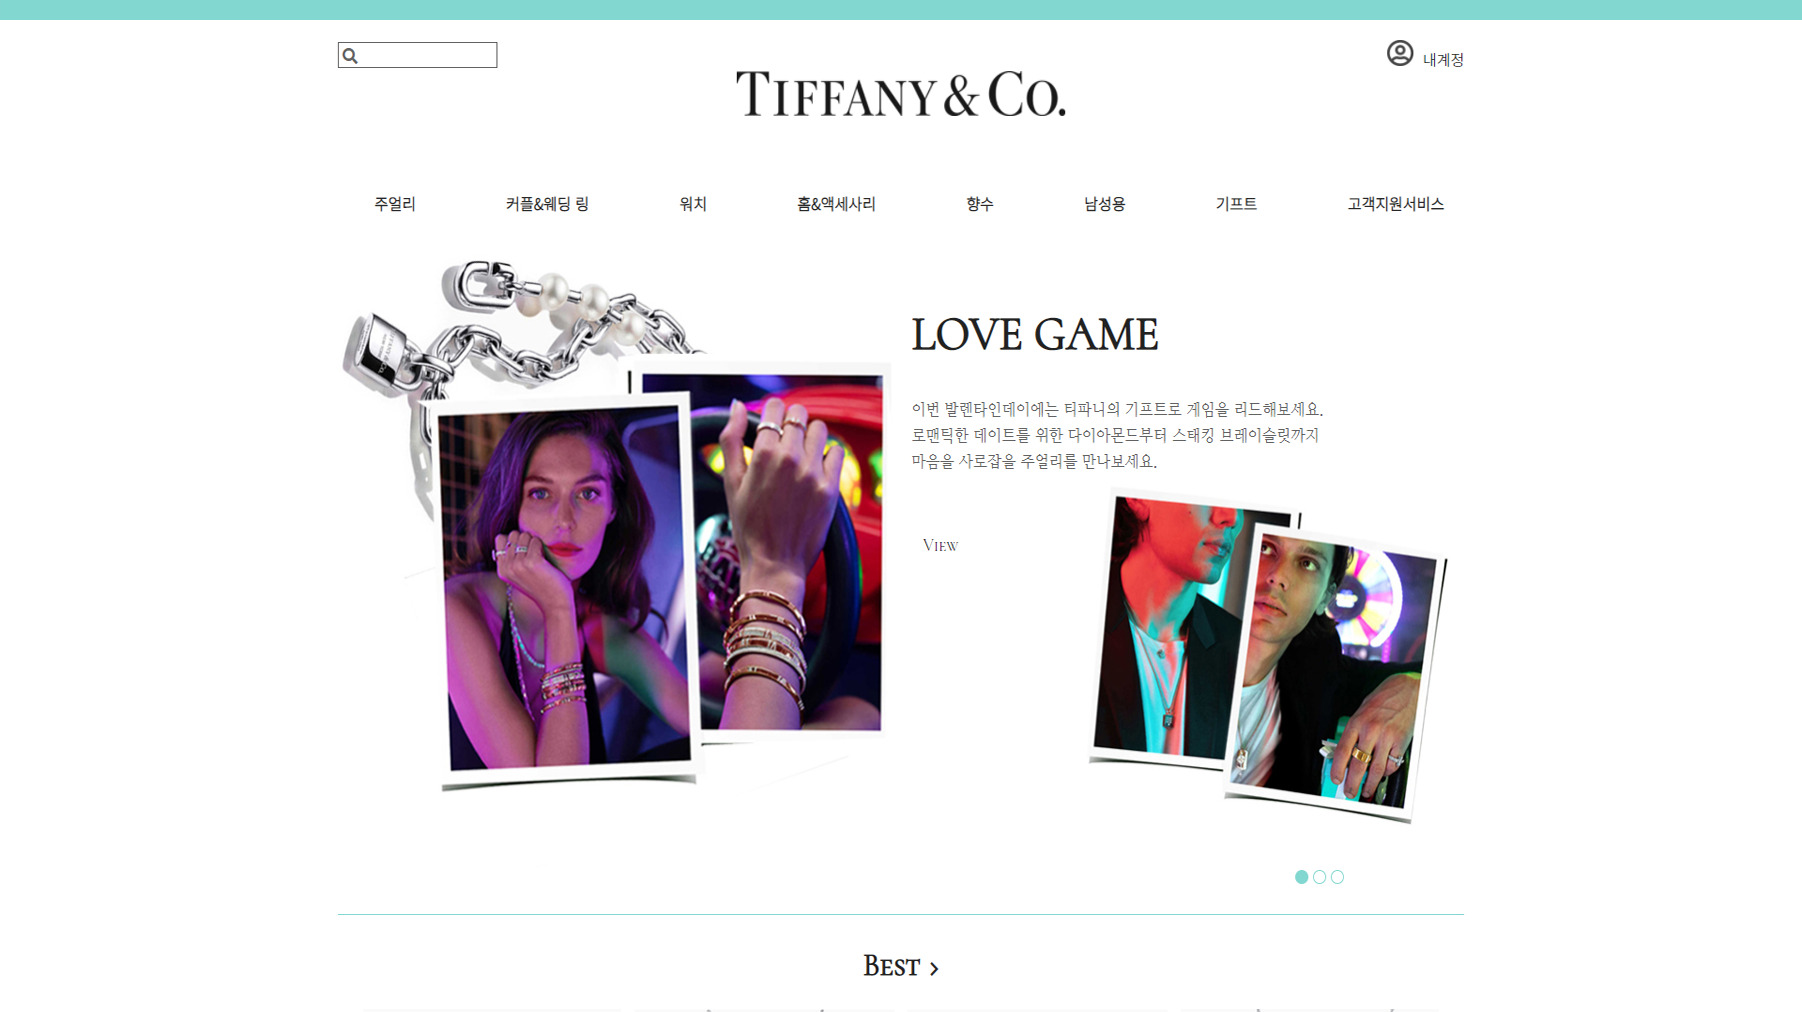 내계정
TIFFANY & CO.
주얼리
커플&웨딩 링
워치
홈&액세사리
향수
남성용
기프트
고객지원서비스
LOVE GAME
이번 발렌타인데이에는 티파니의 기프트로 게임을 리드해보세요.
로맨틱한 데이트를 위한 다이아몬드부터 스태킹 브레이슬릿까지
마음을 사로잡을 주얼리를 만나보세요.
VIEW
BEST >